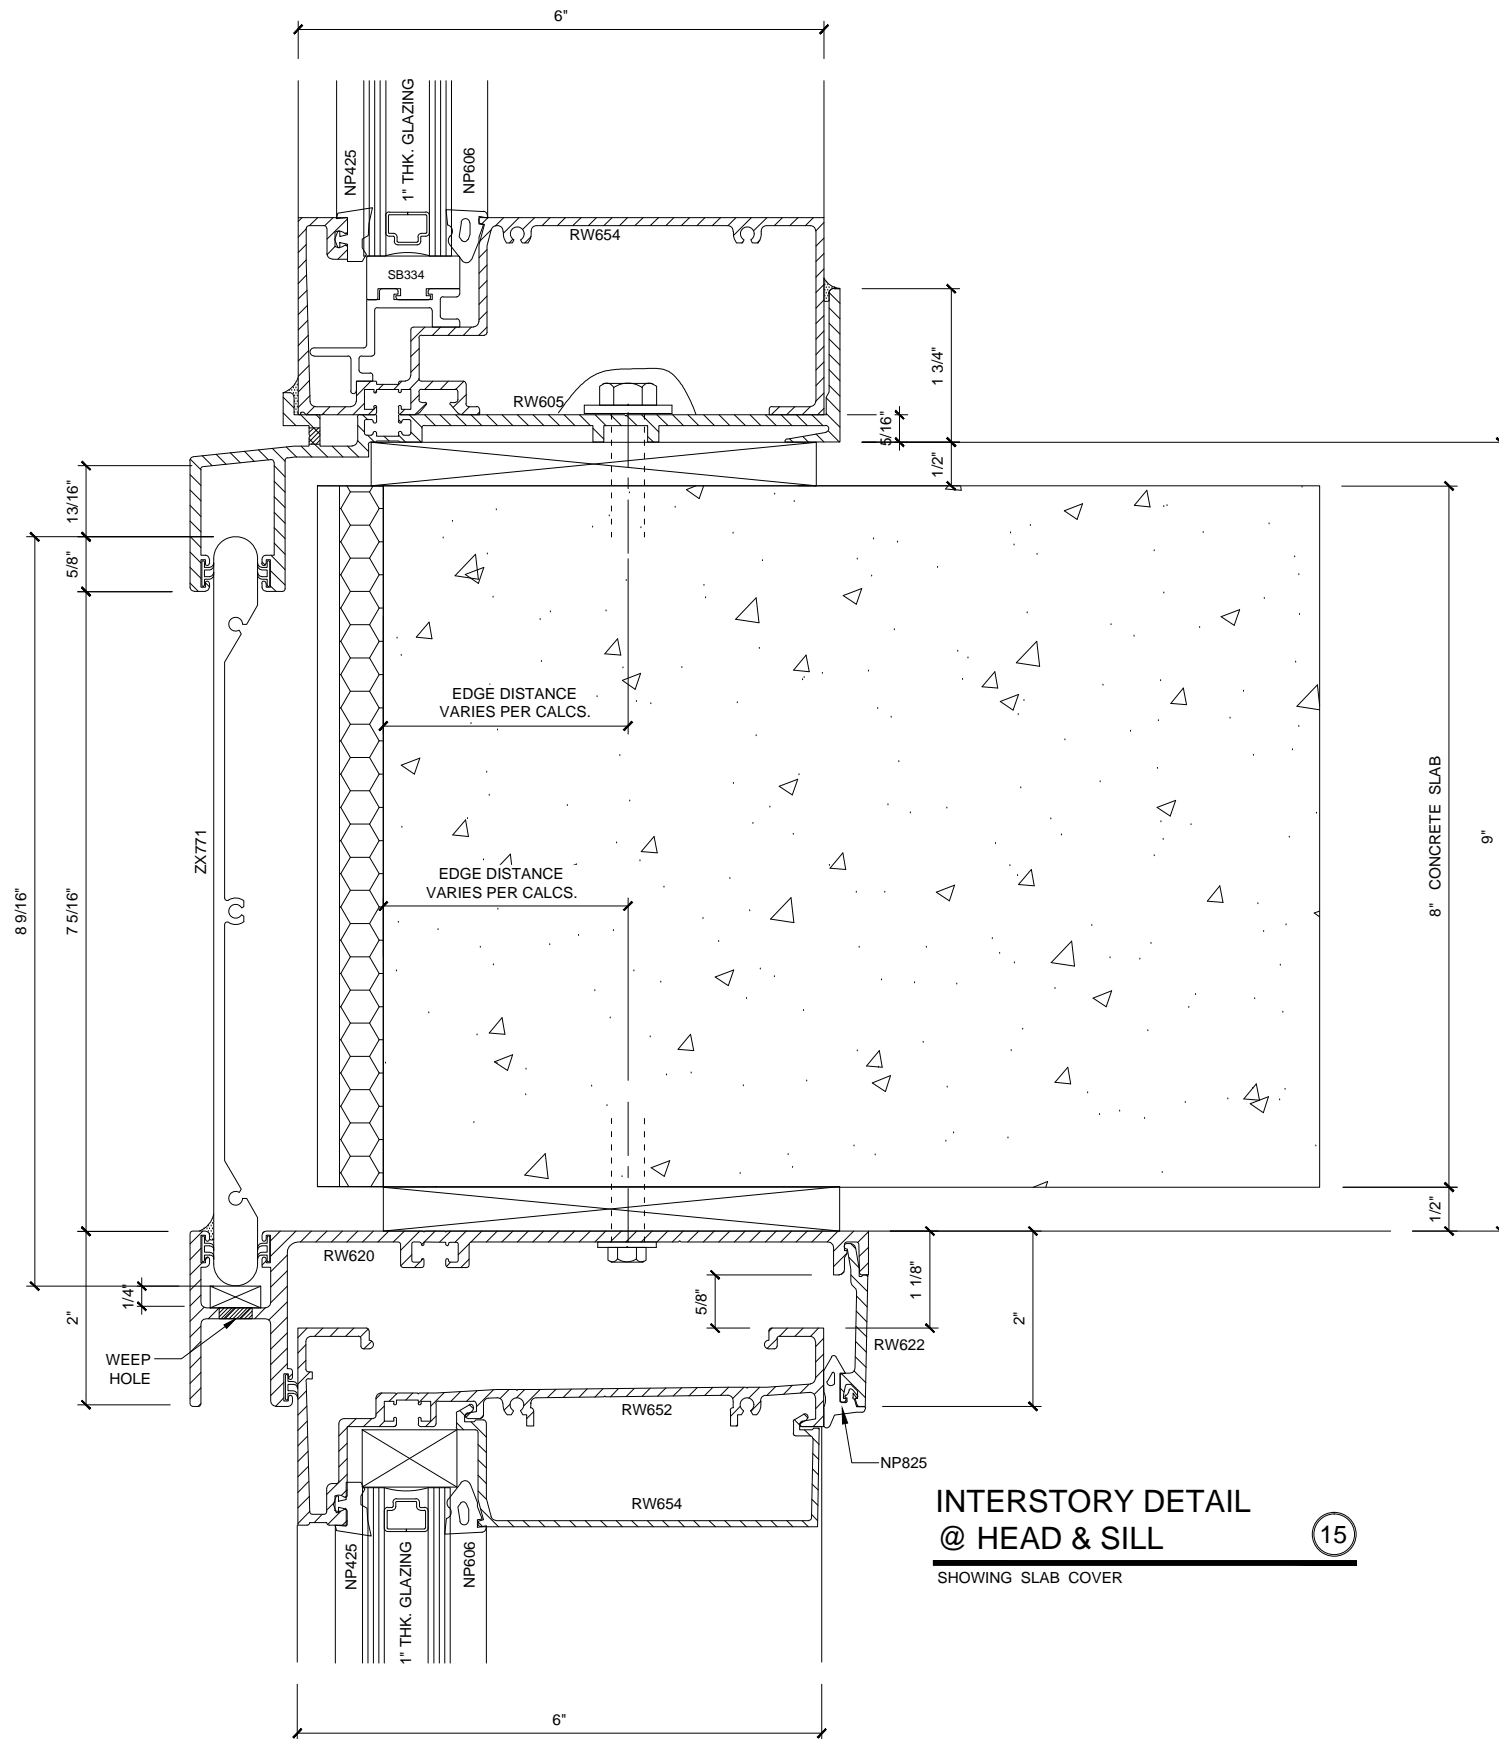 6"
NP425
1" THK. GLAZING
NP606
RW654
SB334
RW605
1 3/4"
5/16"
1/2"
13/16"
5/8"
EDGE DISTANCE
VARIES PER CALCS.
ZX771
8 9/16"
7 5/16"
EDGE DISTANCE
VARIES PER CALCS.
8" CONCRETE SLAB
9"
1/2"
RW620
1/4"
2"
WEEP
HOLE
5/8"
1 1/8"
2"
RW622
RW652
NP825
RW654
NP425
1" THK. GLAZING
NP606
6"
INTERSTORY DETAIL
@ HEAD & SILL
15
SHOWING SLAB COVER